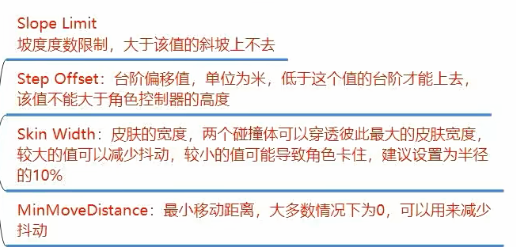 Slope Limit
坡度度数限制，大于该值的斜坡上不去
Step Offset：台阶偏移值，单位为米，低于这个值的台阶才能上去，
该值不能大于角色控制器的高度
Skin Width：皮肤的宽度，两个碰撞体可以穿透彼此最大的皮肤宽度，
较大的值可以减少抖动，较小的值可能导致角色卡住，建议设置为半径
的10%
MinMoveDistance：最小移动距离，大多数情况下为0，可以用来减少
抖动